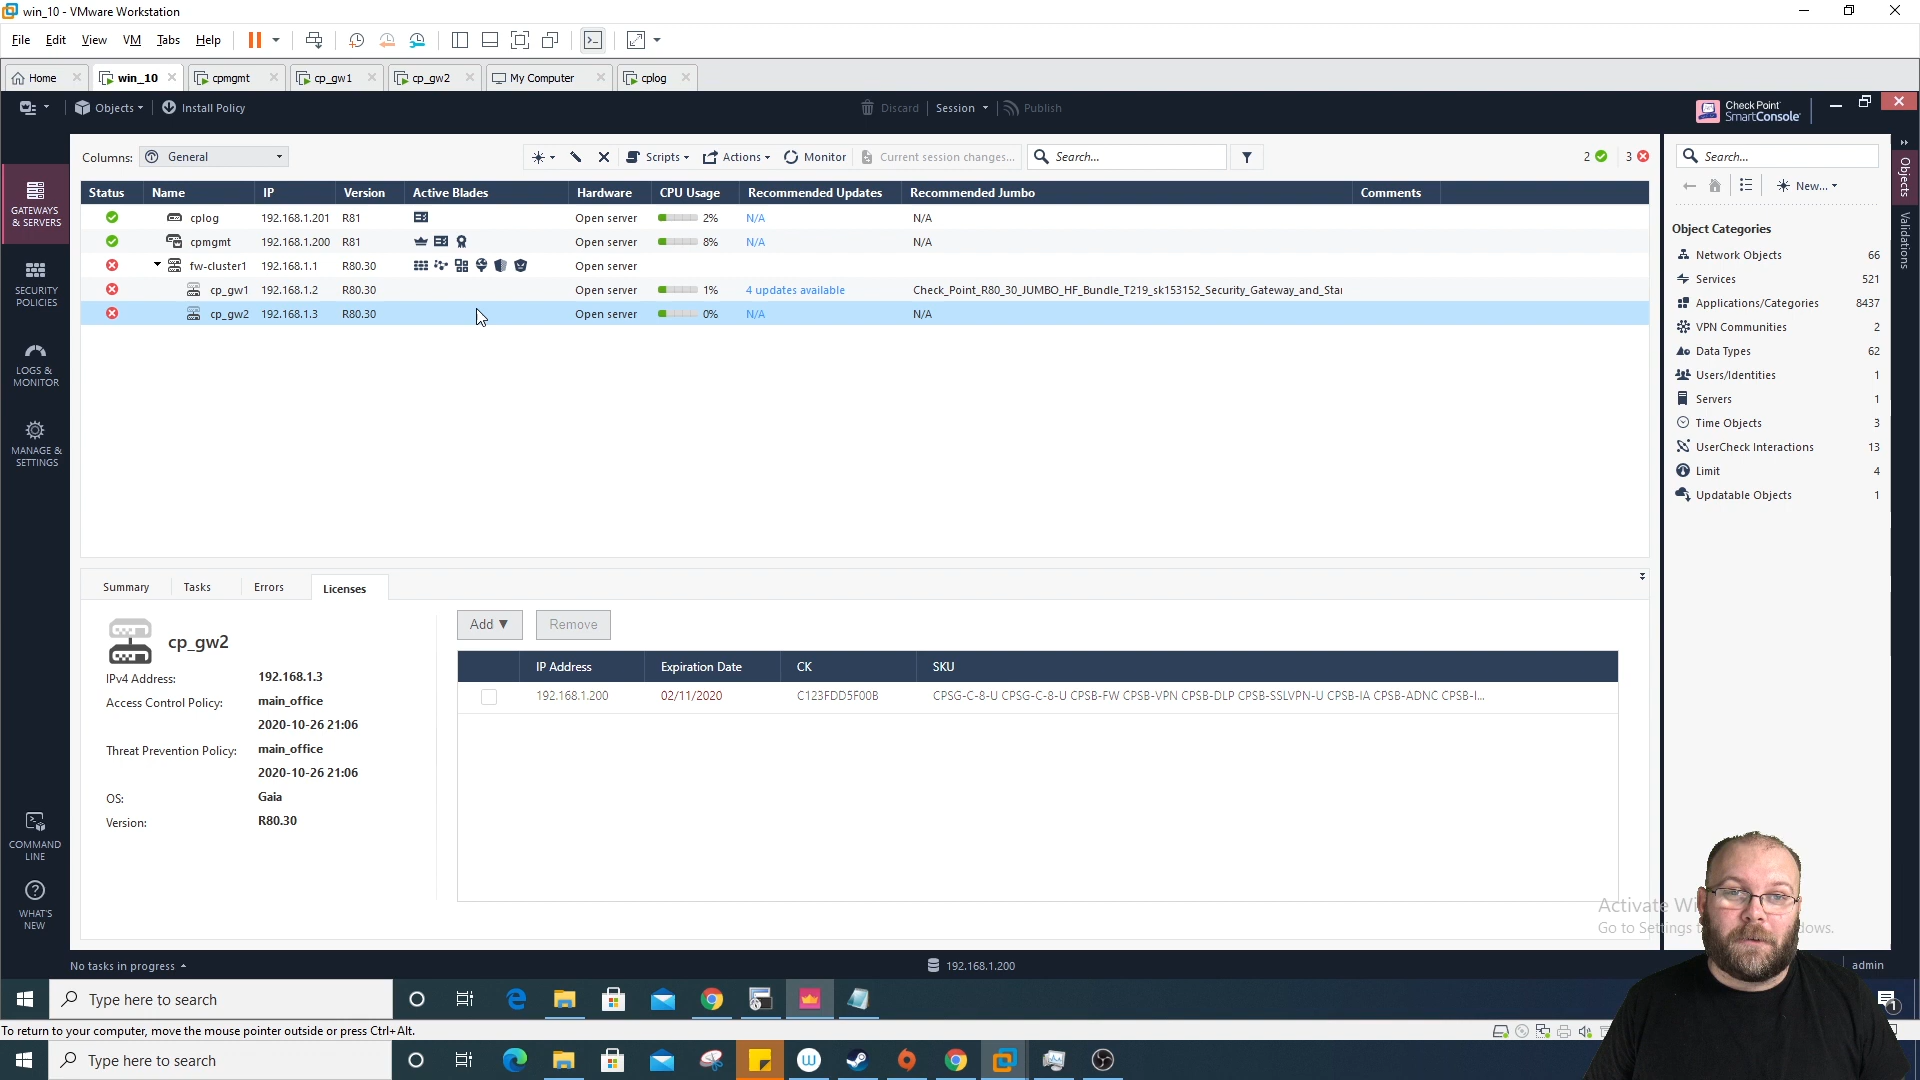 win_10 - VMware Workstation
File Edit View VM Tabs Help
Home win_10 cpmgmt cp_gw1 cp_gw2 My Computer cplog
Objects Install Policy Discard Session Publish Check Point SmartConsole
Columns: General Scripts Actions Monitor Current session changes... Search... 2 3 Search...
New...
Status Name IP Version Active Blades Hardware CPU Usage Recommended Updates Recommended Jumbo Comments
cplog 192.168.1.201 R81 Open server 2% N/A N/A
cpmgmt 192.168.1.200 R81 Open server 8% N/A N/A
fw-cluster1 192.168.1.1 R80.30 Open server
cp_gw1 192.168.1.2 R80.30 Open server 1% 4 updates available Check_Point_R80_30_JUMBO_HF_Bundle_T219_sk153152_Security_Gateway_and_Sta
cp_gw2 192.168.1.3 R80.30 Open server 0% N/A N/A
GATEWAYS & SERVERS
SECURITY POLICIES
LOGS & MONITOR
MANAGE & SETTINGS
COMMAND LINE
WHAT'S NEW
Objects
Validations
Object Categories
Network Objects 66
Services 521
Applications/Categories 8437
VPN Communities 2
Data Types 62
Users/Identities 1
Servers 1
Time Objects 3
UserCheck Interactions 13
Limit 4
Updatable Objects 1
Summary Tasks Errors Licenses
cp_gw2
IPv4 Address: 192.168.1.3
Access Control Policy: main_office
2020-10-26 21:06
Threat Prevention Policy: main_office
2020-10-26 21:06
OS: Gaia
Version: R80.30
Add ▼ Remove
IP Address Expiration Date CK SKU
192.168.1.200 02/11/2020 C123FDD5F00B CPSG-C-8-U CPSG-C-8-U CPSB-FW CPSB-VPN CPSB-DLP CPSB-SSLVPN-U CPSB-IA CPSB-ADNC CPSB-I...
Activate Wi
Go to Settings t dows.
No tasks in progress 192.168.1.200 admin
Type here to search 1
To return to your computer, move the mouse pointer outside or press Ctrl+Alt.
Type here to search